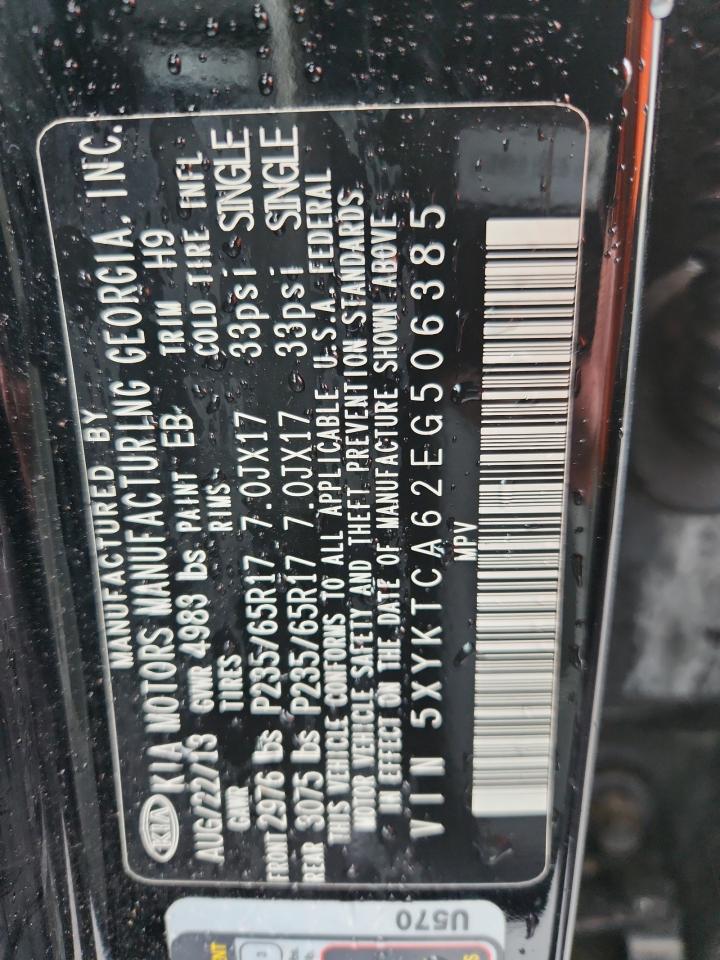 MANUFACTURED BY
KIA KIA MOTORS MANUFACTURING GEORGIA, INC.
AUG/22/13 GVWR 4983 lbs PAINT EB TRIM H9
GWR TIRES RIMS COLD TIRE INFL
FRONT 2976 lbs P235/65R17 7.0JX17 33psi SINGLE
REAR 3075 lbs P235/65R17 7.0JX17 33psi SINGLE
THIS VEHICLE CONFORMS TO ALL APPLICABLE U.S.A. FEDERAL
MOTOR VEHICLE SAFETY AND THEFT PREVENTION STANDARDS
IN EFFECT ON THE DATE OF MANUFACTURE SHOWN ABOVE
VIN 5XYKTCA62EG506385
MPV
U570